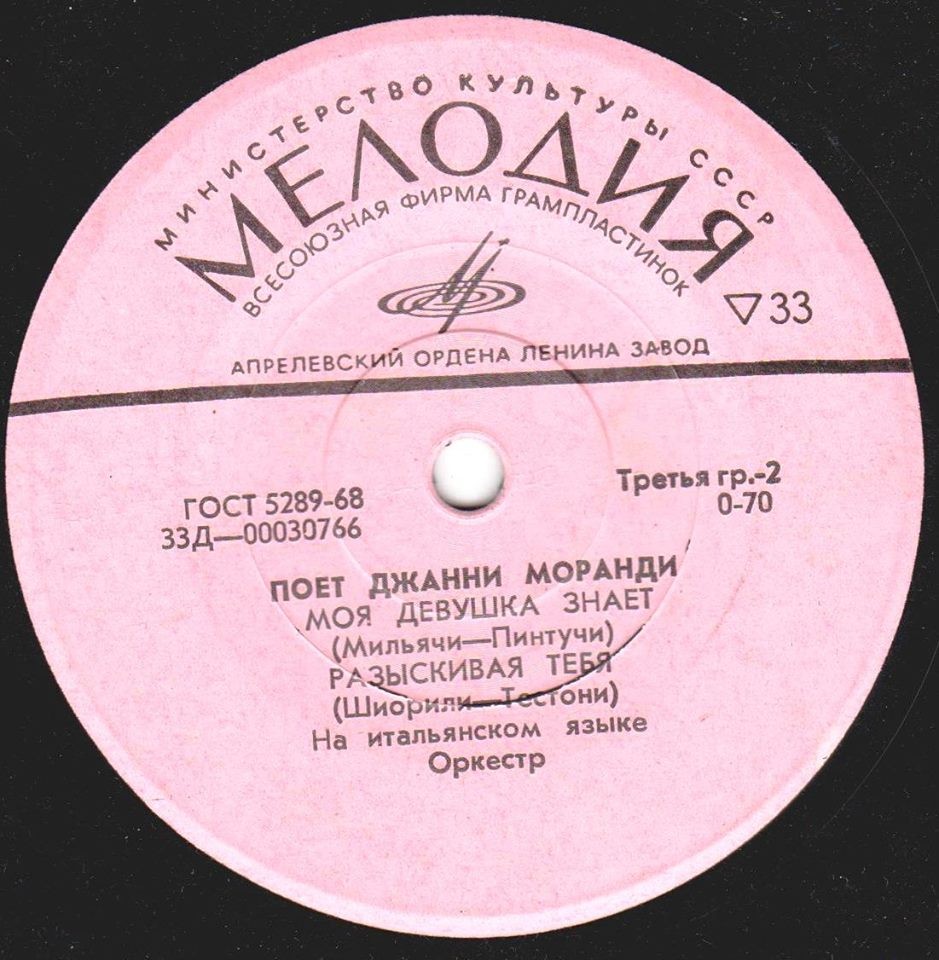 МИНИСТЕРСТВО КУЛЬТУРЫ СССР
МЕЛОДИЯ
ВСЕСОЮЗНАЯ ФИРМА ГРАМПЛАСТИНОК
▽33
АПРЕЛЕВСКИЙ ОРДЕНА ЛЕНИНА ЗАВОД
ГОСТ 5289-68
33Д—00030766
Третья гр.-2
0-70
ПОЕТ ДЖАННИ МОРАНДИ
МОЯ ДЕВУШКА ЗНАЕТ
(Мильячи—Пинтучи)
РАЗЫСКИВАЯ ТЕБЯ
(Шиорили—Тестони)
На итальянском языке
Оркестр